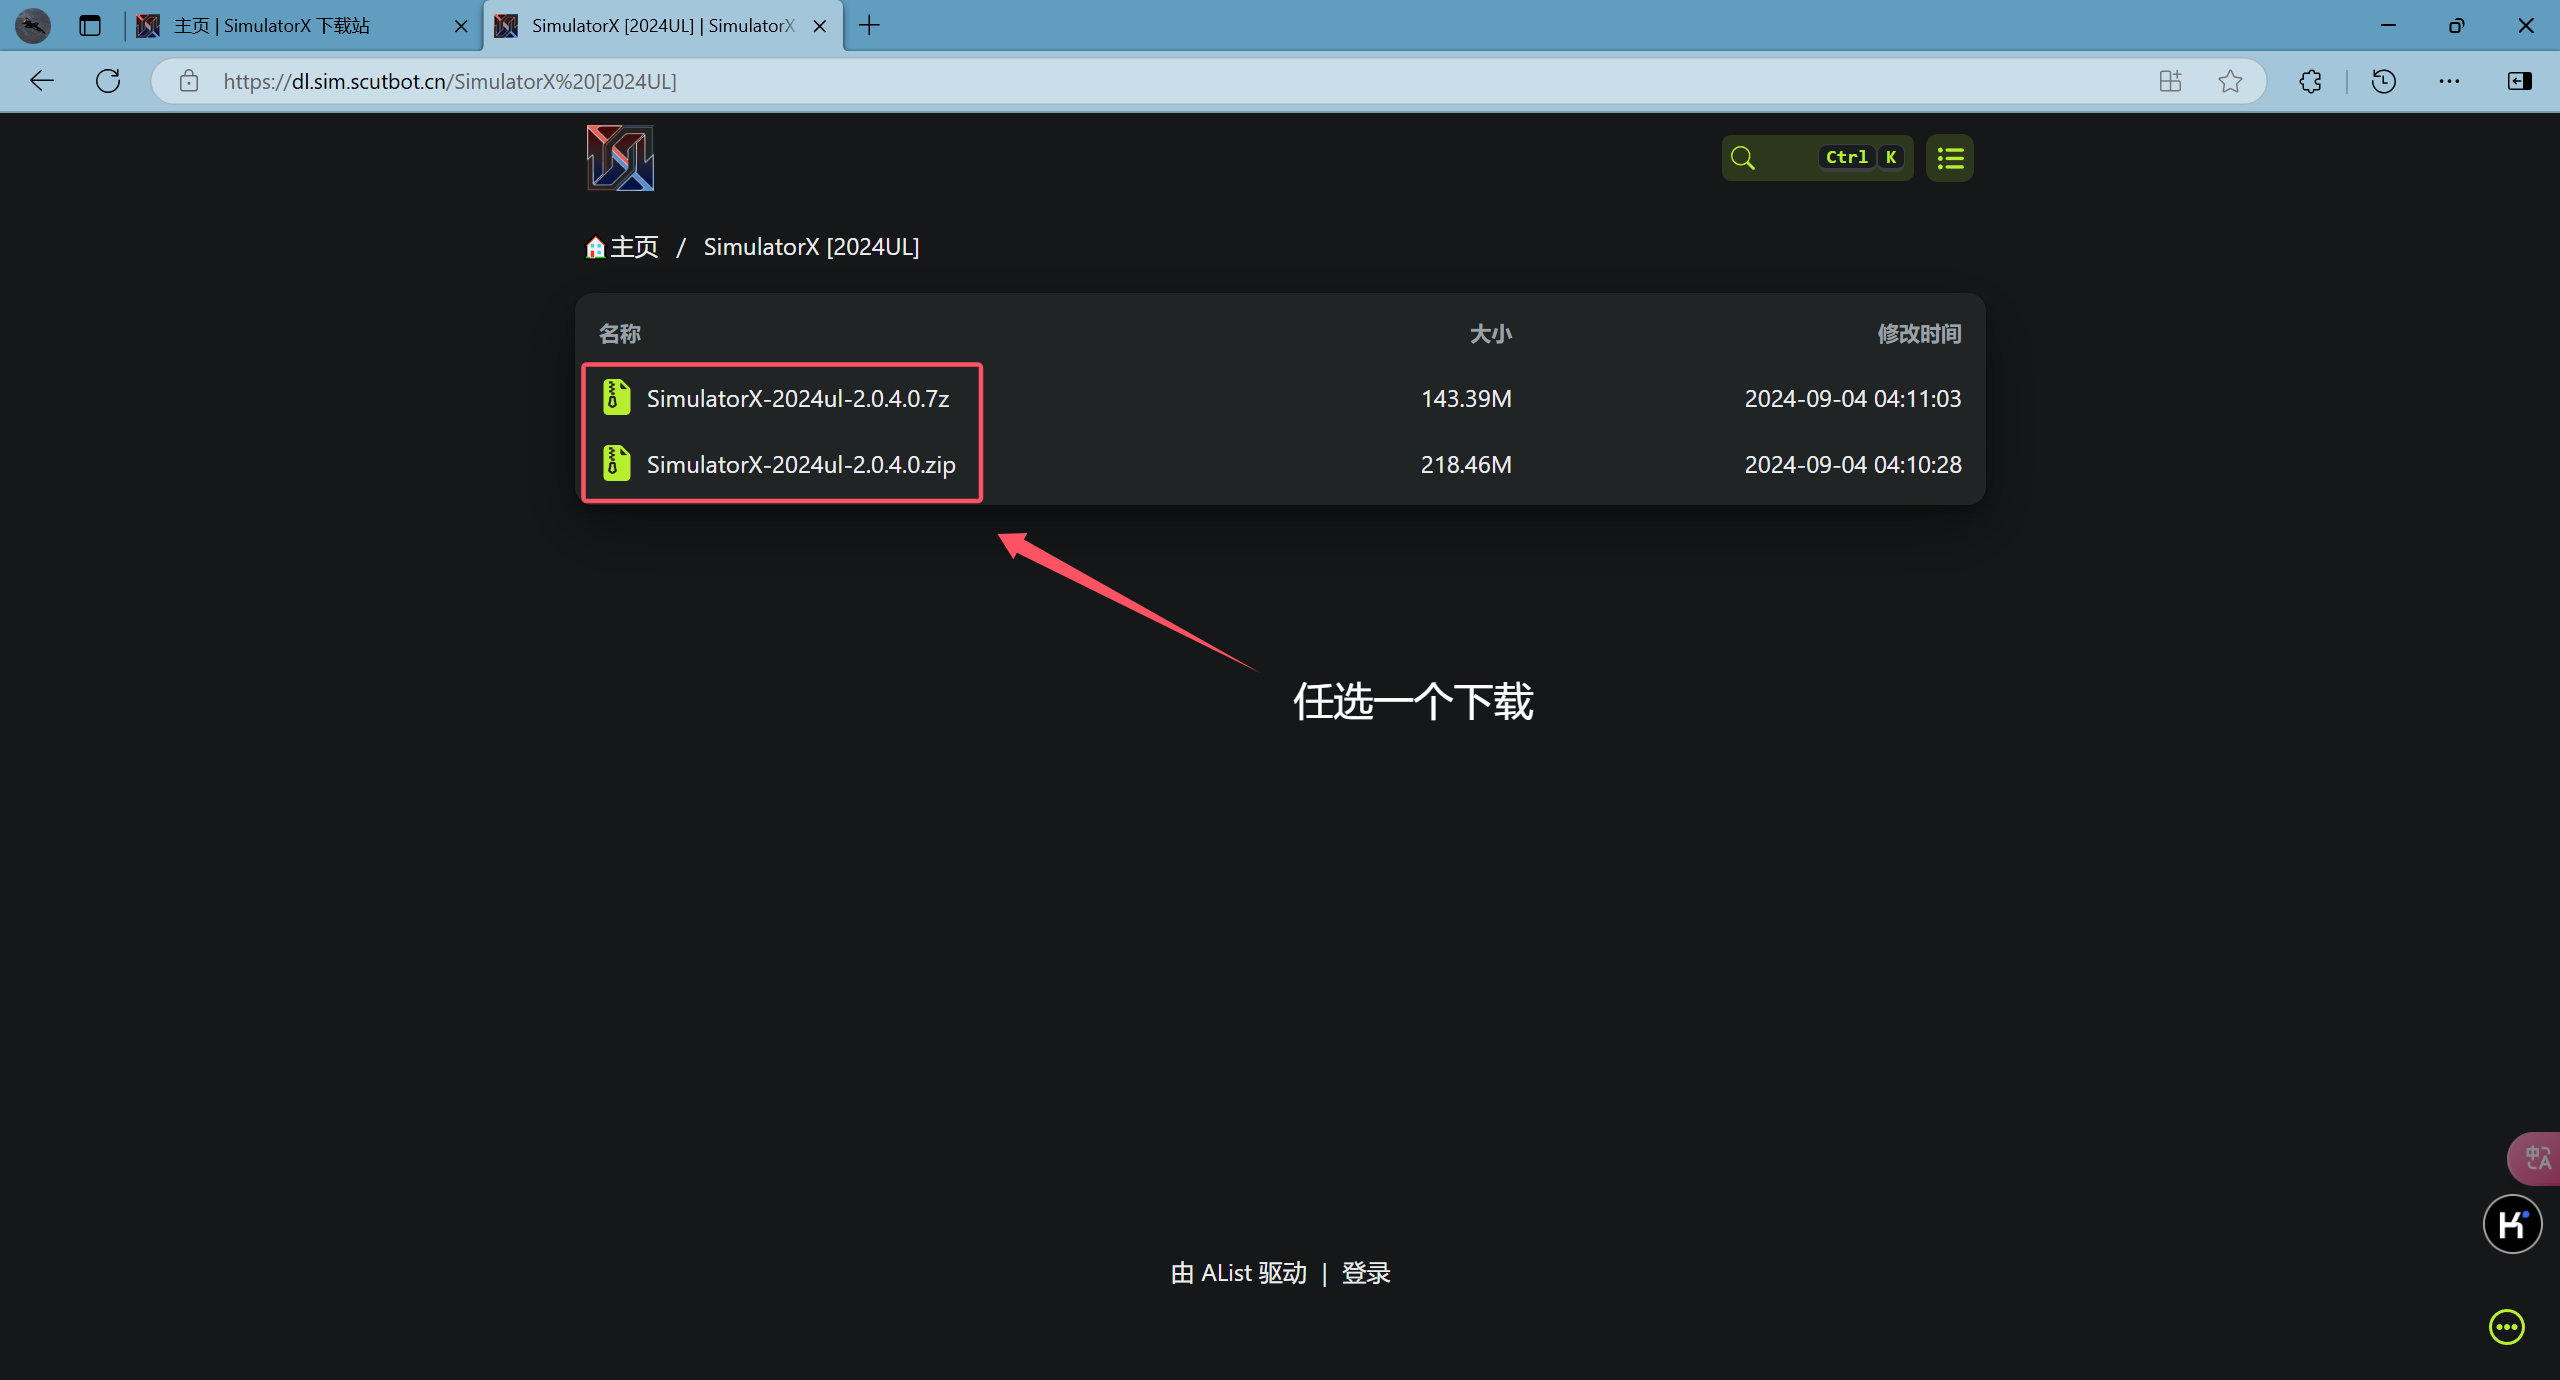 主页 | SimulatorX 下载站
SimulatorX [2024UL] | SimulatorX
https://dl.sim.scutbot.cn/SimulatorX%20[2024UL]
Ctrl K
主页 / SimulatorX [2024UL]
名称 大小 修改时间
SimulatorX-2024ul-2.0.4.0.7z 143.39M 2024-09-04 04:11:03
SimulatorX-2024ul-2.0.4.0.zip 218.46M 2024-09-04 04:10:28
任选一个下载
中A
K
由 AList 驱动 | 登录